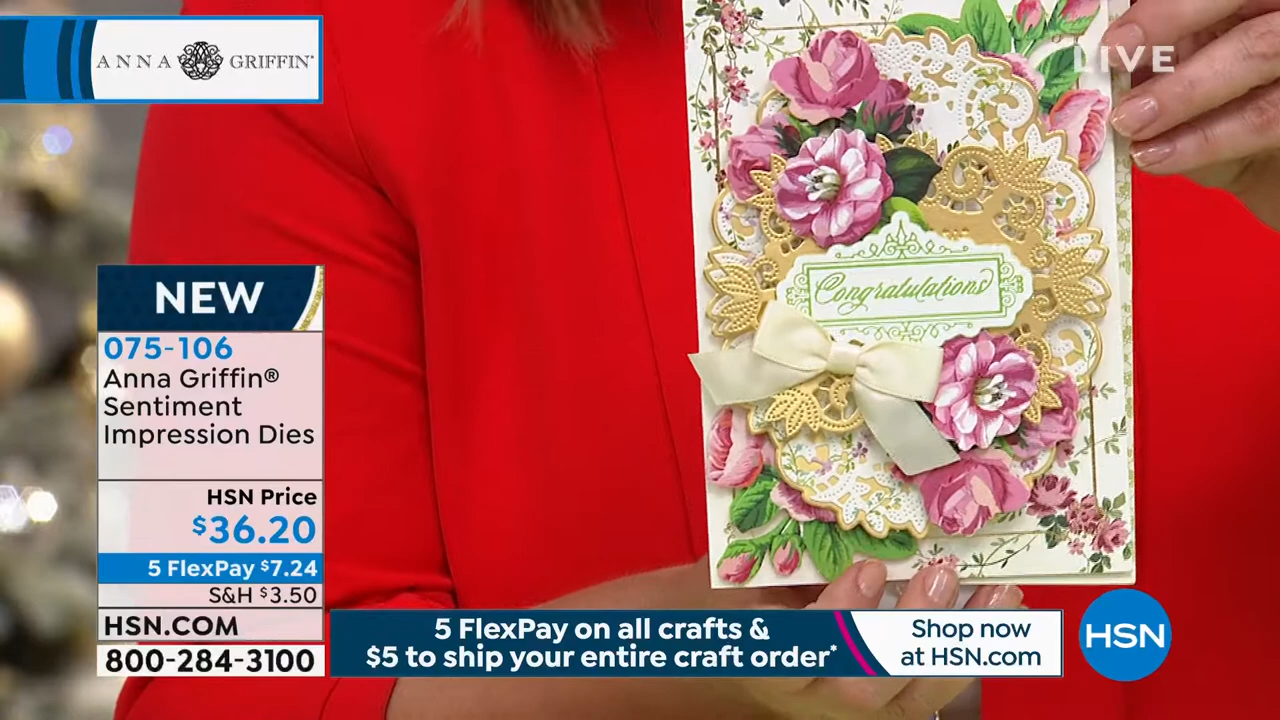 ANNA GRIFFIN®
LIVE
Congratulations
NEW
075-106
Anna Griffin®
Sentiment
Impression Dies
HSN Price
$36.20
5 FlexPay $7.24
S&H $3.50
HSN.COM
800-284-3100
5 FlexPay on all crafts &
$5 to ship your entire craft order*
Shop now
at HSN.com
HSN